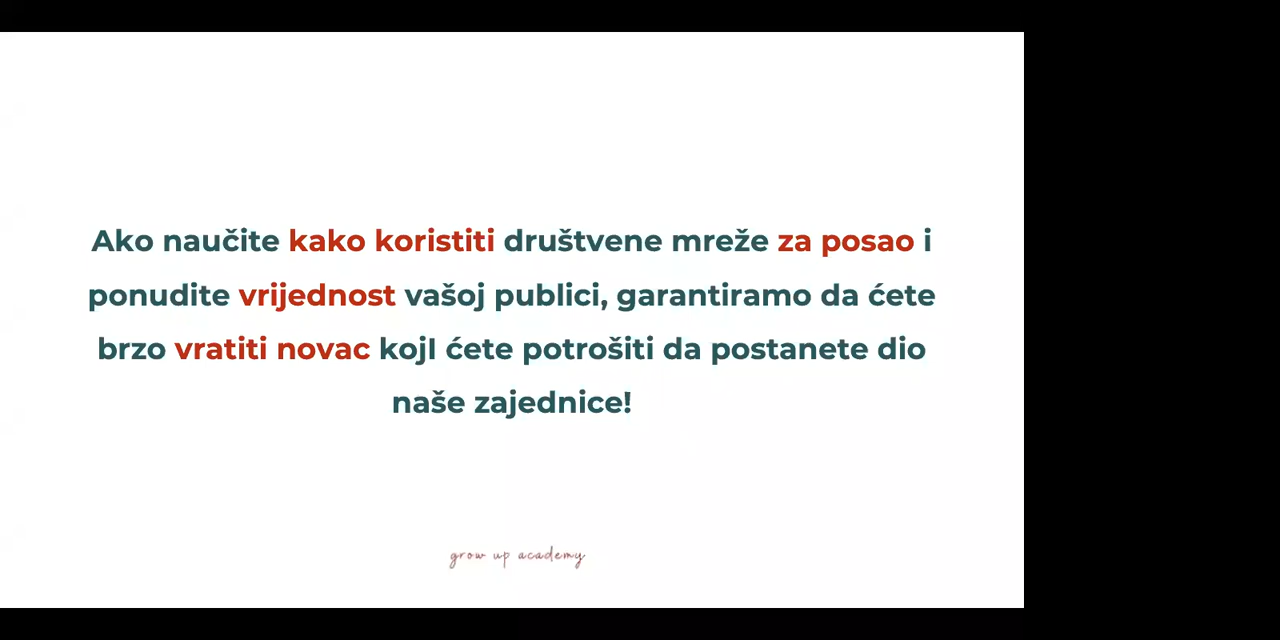 Ako naučite kako koristiti društvene mreže za posao i
ponudite vrijednost vašoj publici, garantiramo da ćete
brzo vratiti novac kojI ćete potrošiti da postanete dio
naše zajednice!
grow up academy